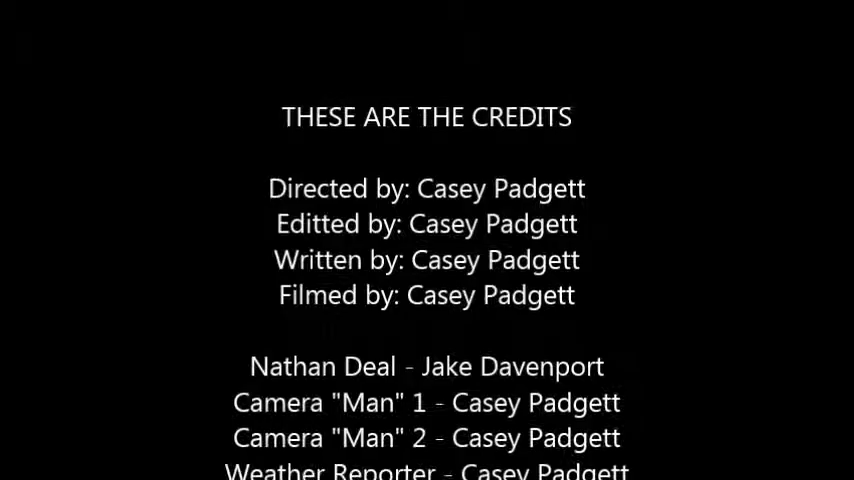 THESE ARE THE CREDITS
Directed by: Casey Padgett
Editted by: Casey Padgett
Written by: Casey Padgett
Filmed by: Casey Padgett
Nathan Deal - Jake Davenport
Camera "Man" 1 - Casey Padgett
Camera "Man" 2 - Casey Padgett
Weather Reporter - Casey Padgett